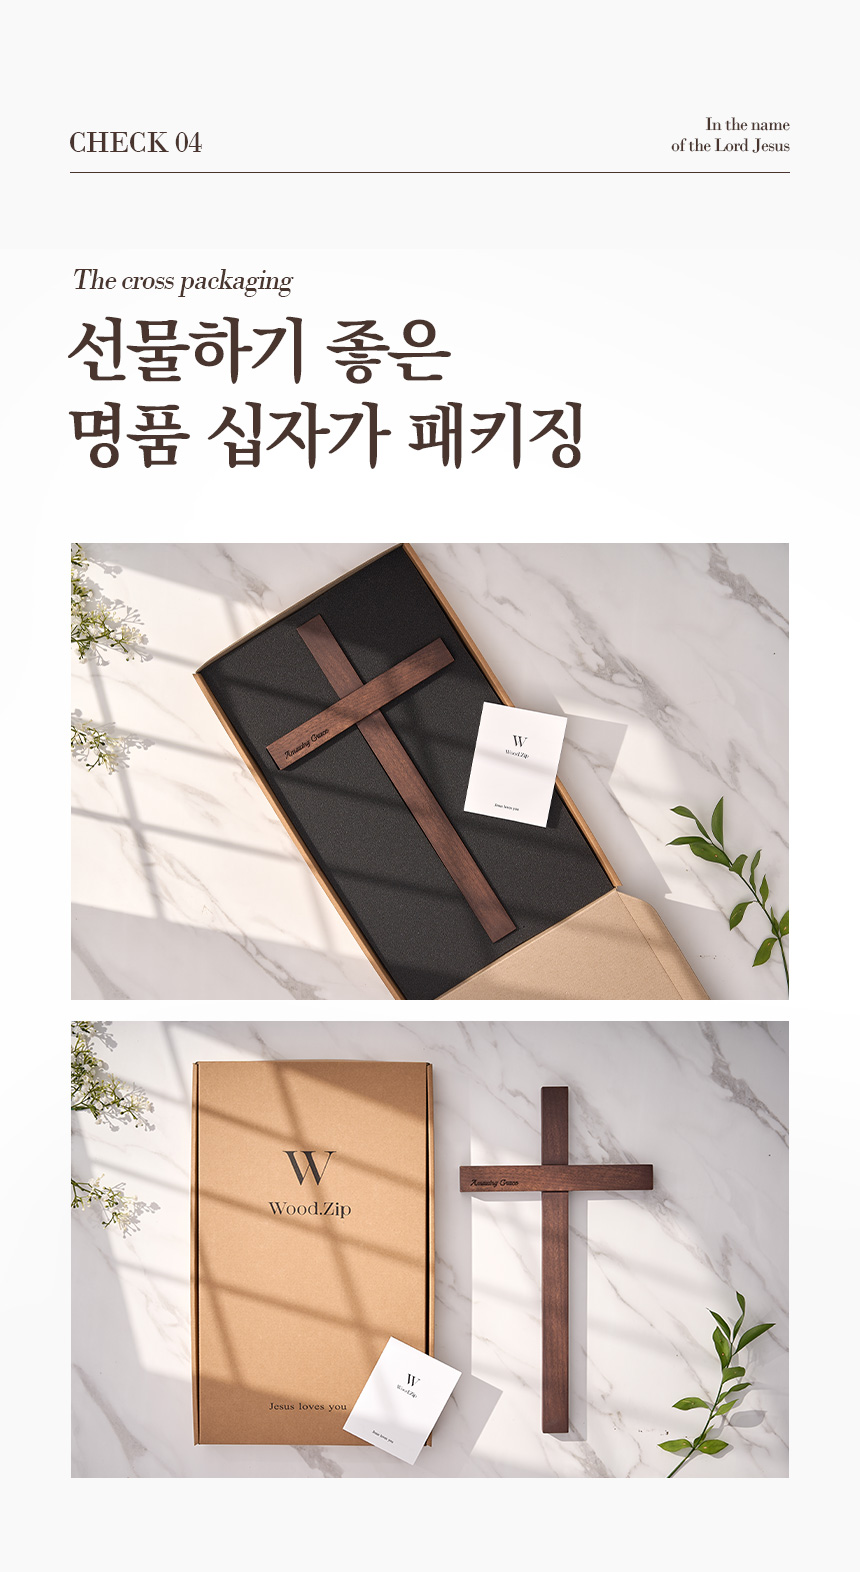 CHECK 04
In the name
of the Lord Jesus
The cross packaging
선물하기 좋은
명품 십자가 패키징
Amazing Grace
W
Wood.Zip
Jesus loves you
W
Wood.Zip
Jesus loves you
Amazing Grace
W
Wood.Zip
Jesus loves you